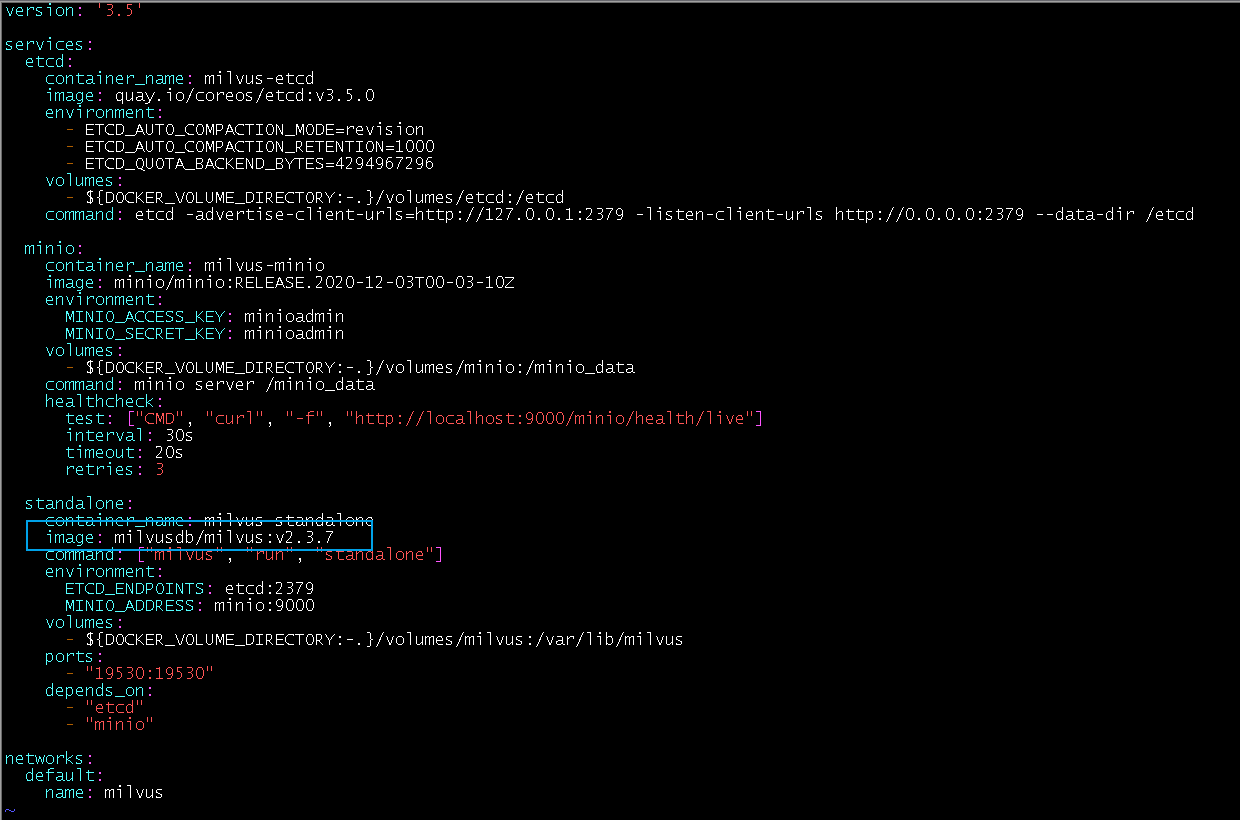 version: '3.5'
services:
etcd:
container_name: milvus-etcd
image: quay.io/coreos/etcd:v3.5.0
environment:
- ETCD_AUTO_COMPACTION_MODE=revision
- ETCD_AUTO_COMPACTION_RETENTION=1000
- ETCD_QUOTA_BACKEND_BYTES=4294967296
volumes:
- ${DOCKER_VOLUME_DIRECTORY:-.}/volumes/etcd:/etcd
command: etcd -advertise-client-urls=http://127.0.0.1:2379 -listen-client-urls http://0.0.0.0:2379 --data-dir /etcd
minio:
container_name: milvus-minio
image: minio/minio:RELEASE.2020-12-03T00-03-10Z
environment:
MINIO_ACCESS_KEY: minioadmin
MINIO_SECRET_KEY: minioadmin
volumes:
- ${DOCKER_VOLUME_DIRECTORY:-.}/volumes/minio:/minio_data
command: minio server /minio_data
healthcheck:
test: ["CMD", "curl", "-f", "http://localhost:9000/minio/health/live"]
interval: 30s
timeout: 20s
retries: 3
standalone:
container_name: milvus-standalone
image: milvusdb/milvus:v2.3.7
command: ["milvus", "run", "standalone"]
environment:
ETCD_ENDPOINTS: etcd:2379
MINIO_ADDRESS: minio:9000
volumes:
- ${DOCKER_VOLUME_DIRECTORY:-.}/volumes/milvus:/var/lib/milvus
ports:
- "19530:19530"
depends_on:
- "etcd"
- "minio"
networks:
default:
name: milvus
~